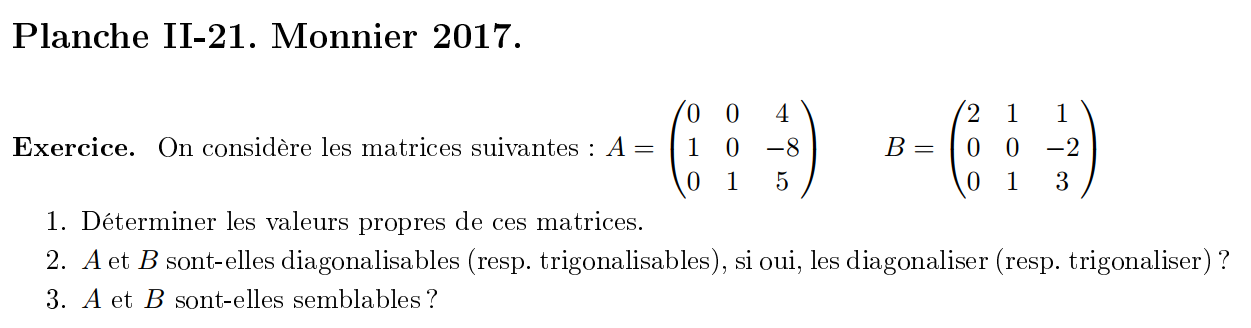 Planche II-21. Monnier 2017.
Exercice. On considère les matrices suivantes : $A = \begin{pmatrix} 0 & 0 & 4 \\ 1 & 0 & -8 \\ 0 & 1 & 5 \end{pmatrix}$ $B = \begin{pmatrix} 2 & 1 & 1 \\ 0 & 0 & -2 \\ 0 & 1 & 3 \end{pmatrix}$
1. Déterminer les valeurs propres de ces matrices.
2. A et B sont-elles diagonalisables (resp. trigonalisables), si oui, les diagonaliser (resp. trigonaliser) ?
3. A et B sont-elles semblables ?